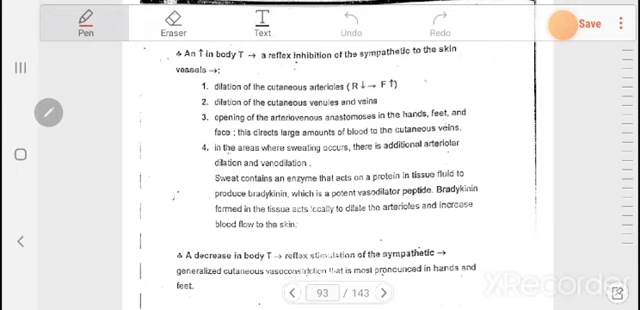 Pen
Eraser
Text
Undo
Redo
Save
An ↑ in body T → a reflex inhibition of the sympathetic to the skin
vessels →:
1. dilation of the cutaneous arterioles ( R↓→ F↑)
2. dilation of the cutaneous venules and veins
3. opening of the arteriovenous anastomoses in the hands, feet, and
face ; this directs large amounts of blood to the cutaneous veins.
4. in the areas where sweating occurs, there is additional arteriolar
dilation and venodilation .
Sweat contains an enzyme that acts on a protein in tissue fluid to
produce bradykinin, which is a potent vasodilator peptide. Bradykinin
formed in the tissue acts locally to dilate the arterioles and increase
blood flow to the skin.
A decrease in body T → reflex stimulation of the sympathetic →
generalized cutaneous vasoconstriction that is most pronounced in hands and
feet.
93 / 143
XRecorder